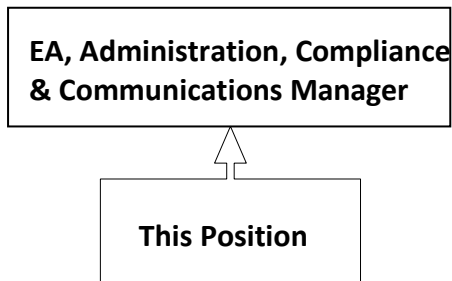 EA, Administration, Compliance
& Communications Manager
This Position